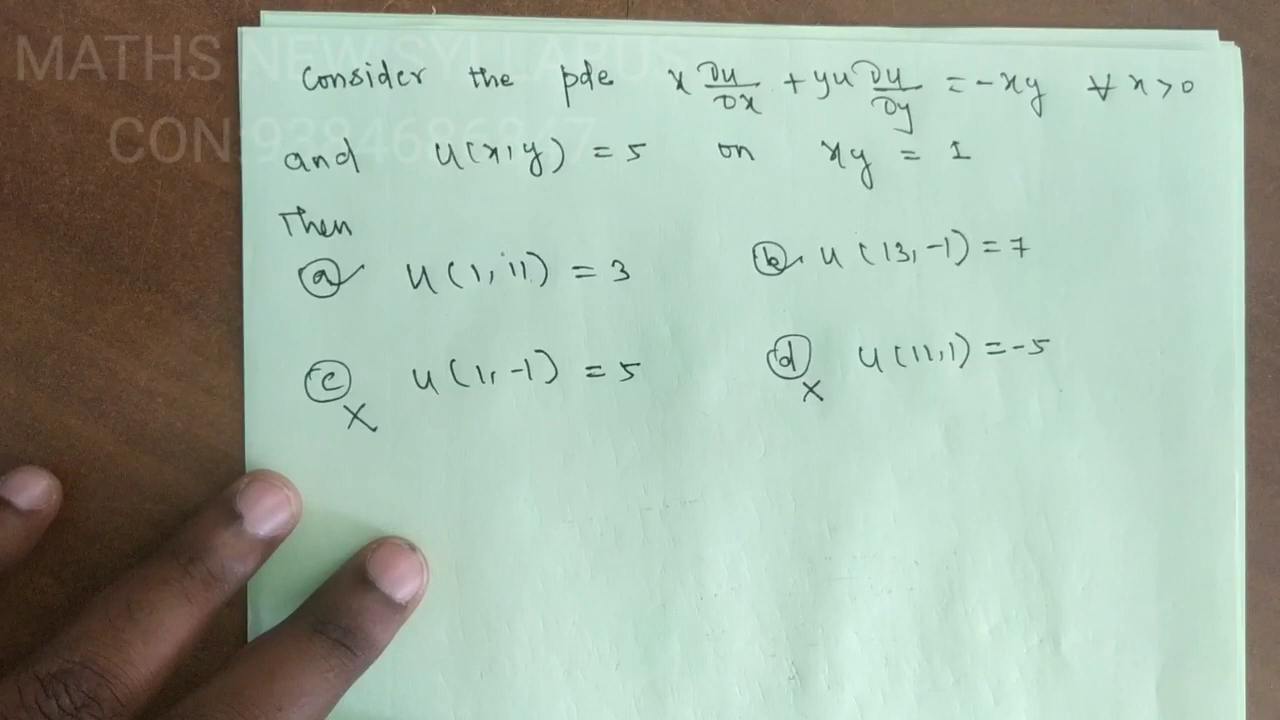 MATHS NEW SYLLABUS
CON:9384686847
Consider the pde x ∂u/∂x + yu ∂u/∂y = -xy ∀ x>0
and u(x,y) = 5 on xy = 1
Then
(a) ✓ u(1,11) = 3 (b) ✓ u(13,-1) = 7
(c) X u(1,-1) = 5 (d) X u(11,1) = -5